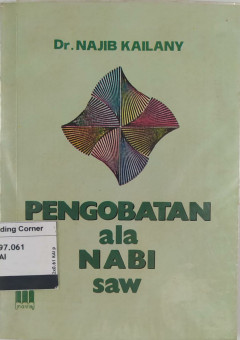 Dr. NAJIB KAILANY
PENGOBATAN
ala
NABI
saw
ding Corner
97.061
AI